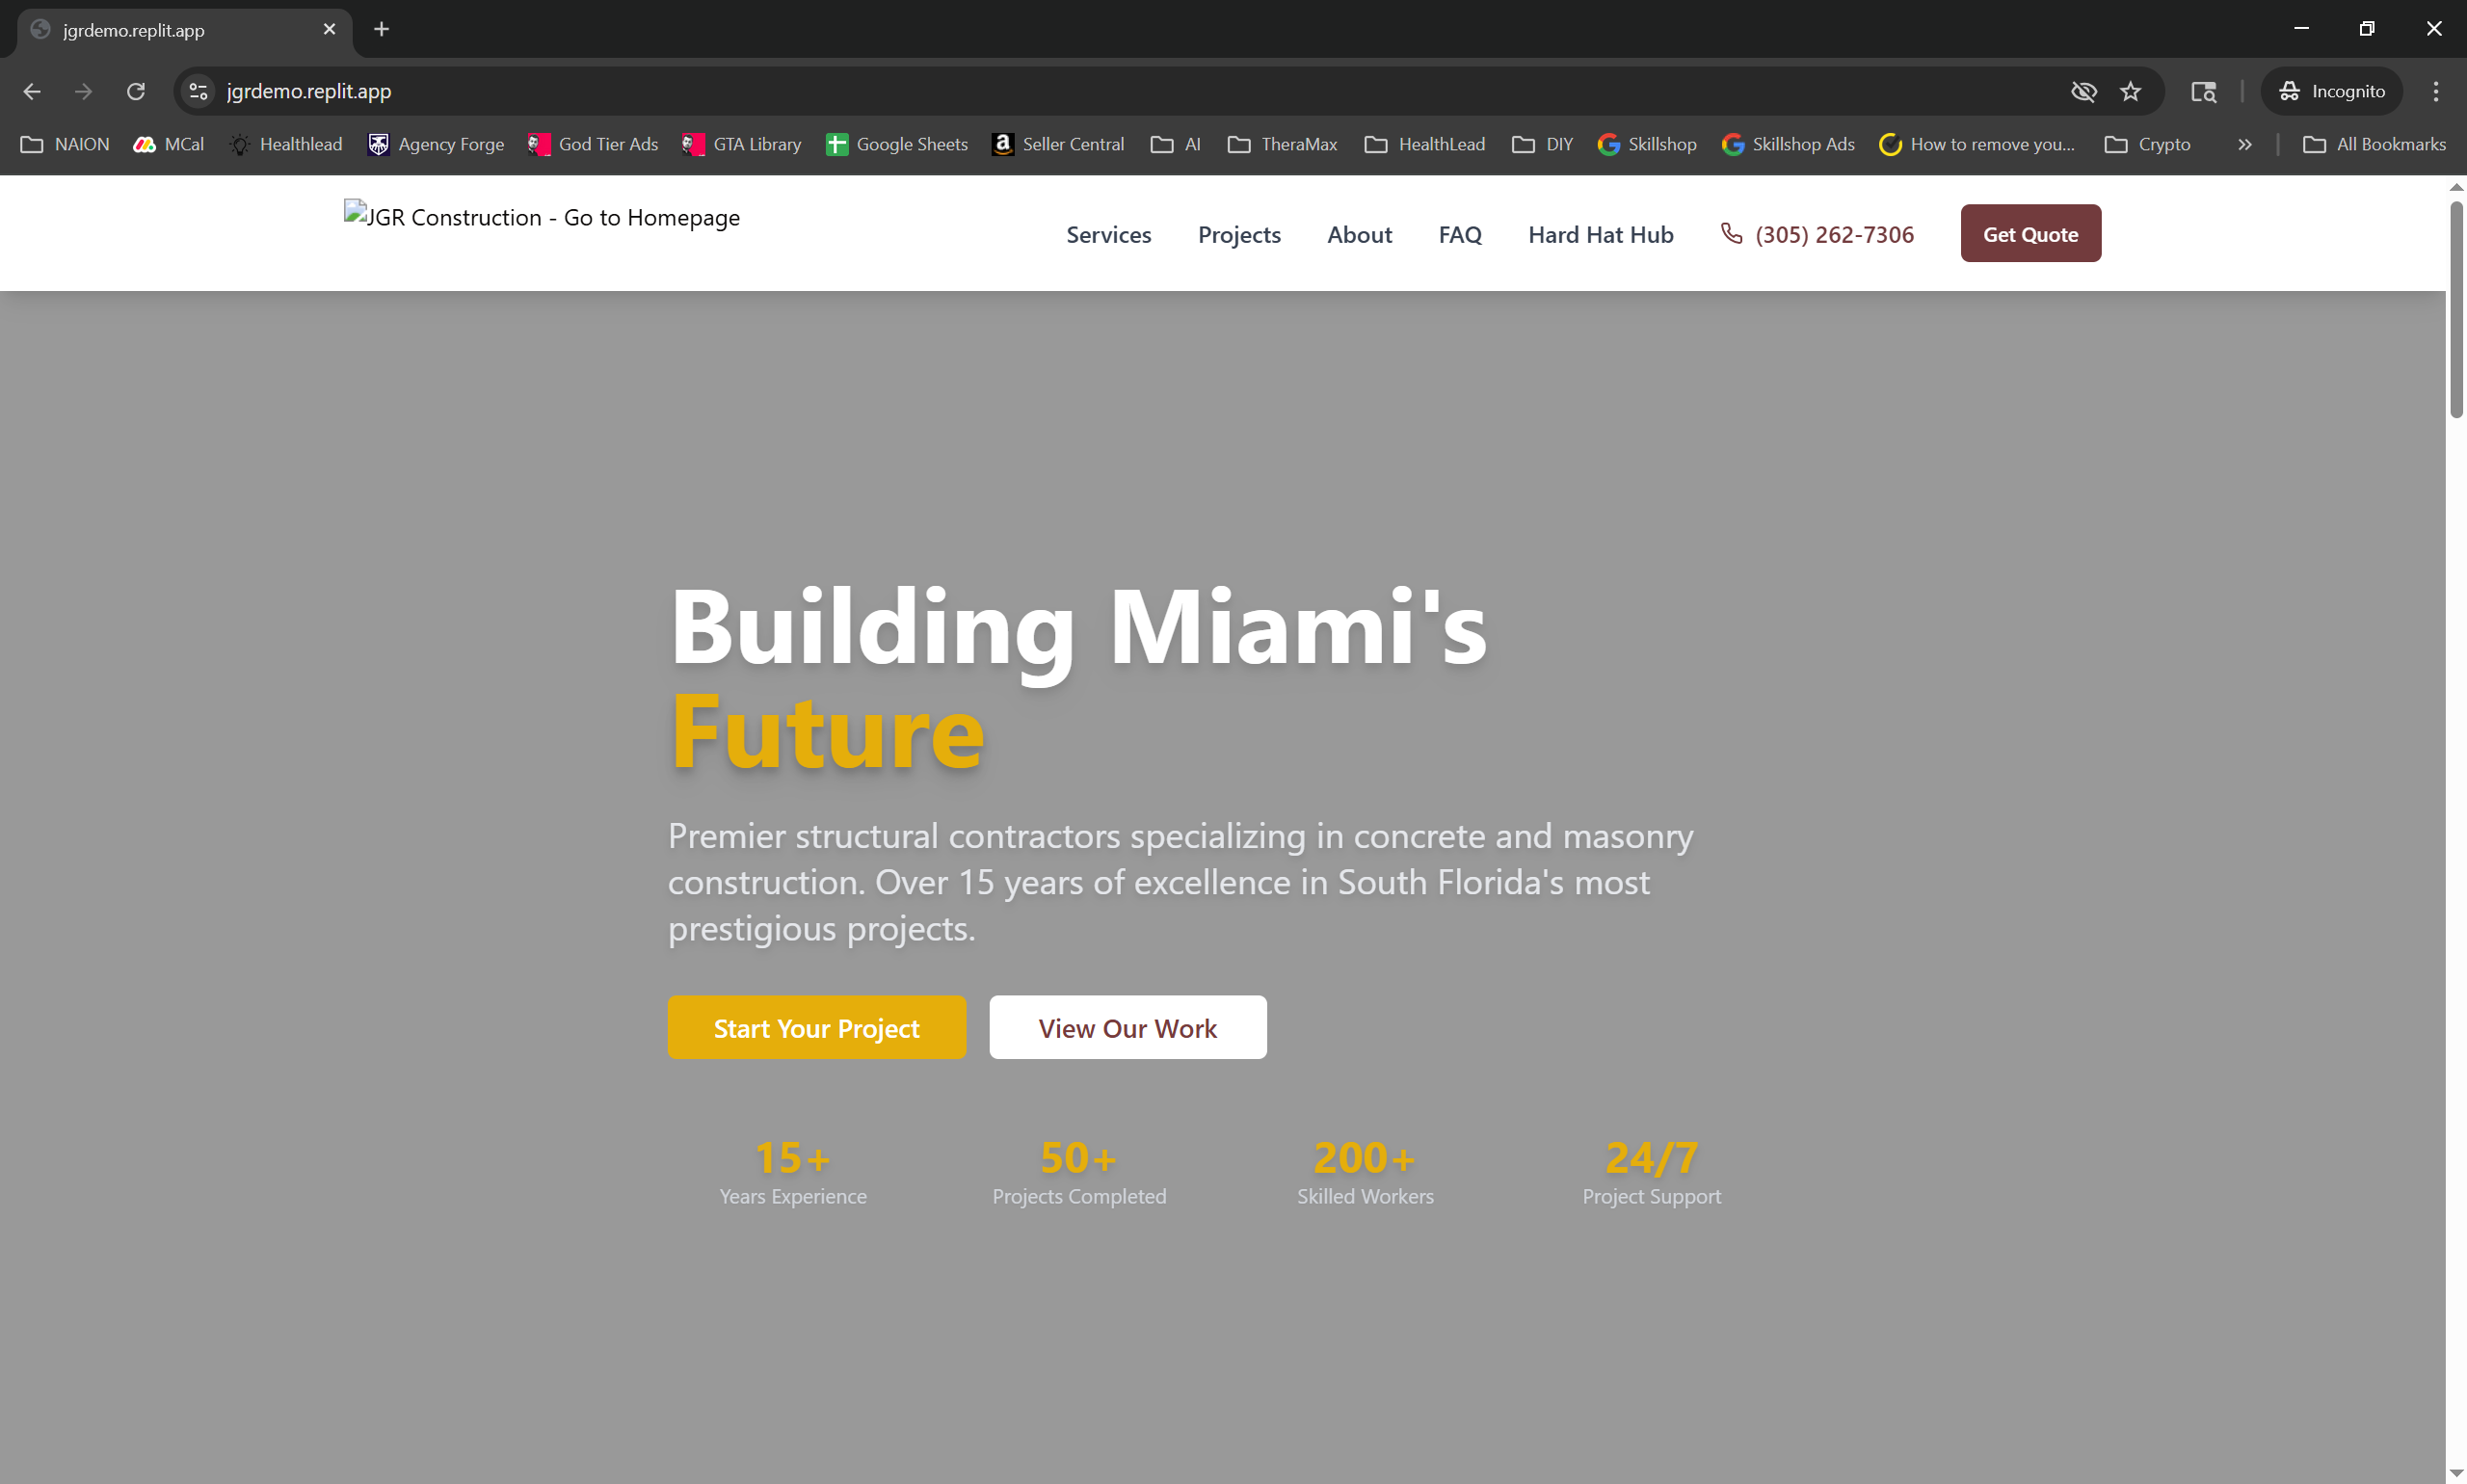 jgrdemo.replit.app
jgrdemo.replit.app
Incognito
NAION
MCal
Healthlead
Agency Forge
God Tier Ads
GTA Library
Google Sheets
Seller Central
AI
TheraMax
HealthLead
DIY
Skillshop
Skillshop Ads
How to remove you...
Crypto
All Bookmarks
JGR Construction - Go to Homepage
Services
Projects
About
FAQ
Hard Hat Hub
(305) 262-7306
Get Quote
Building Miami's
Future
Premier structural contractors specializing in concrete and masonry
construction. Over 15 years of excellence in South Florida's most
prestigious projects.
Start Your Project
View Our Work
15+
Years Experience
50+
Projects Completed
200+
Skilled Workers
24/7
Project Support